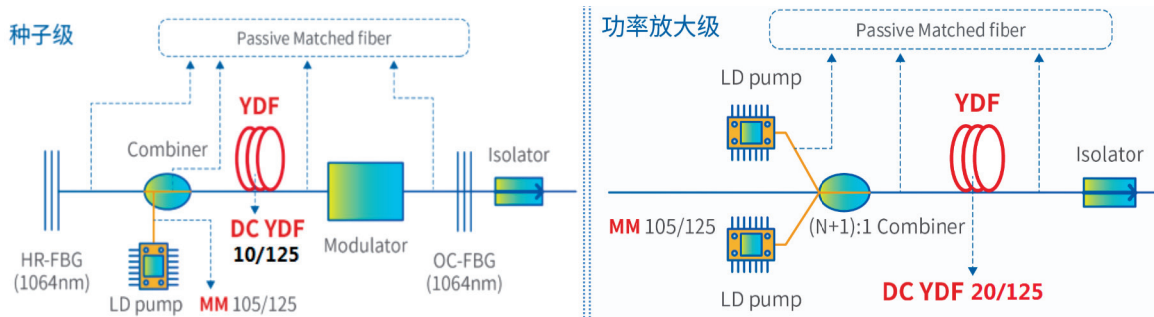 种子级
Passive Matched fiber
YDF
Combiner
Isolator
DC YDF
10/125
Modulator
HR-FBG
(1064nm)
OC-FBG
(1064nm)
LD pump
MM 105/125
功率放大级
Passive Matched fiber
LD pump
YDF
Isolator
MM 105/125
(N+1):1 Combiner
LD pump
DC YDF 20/125